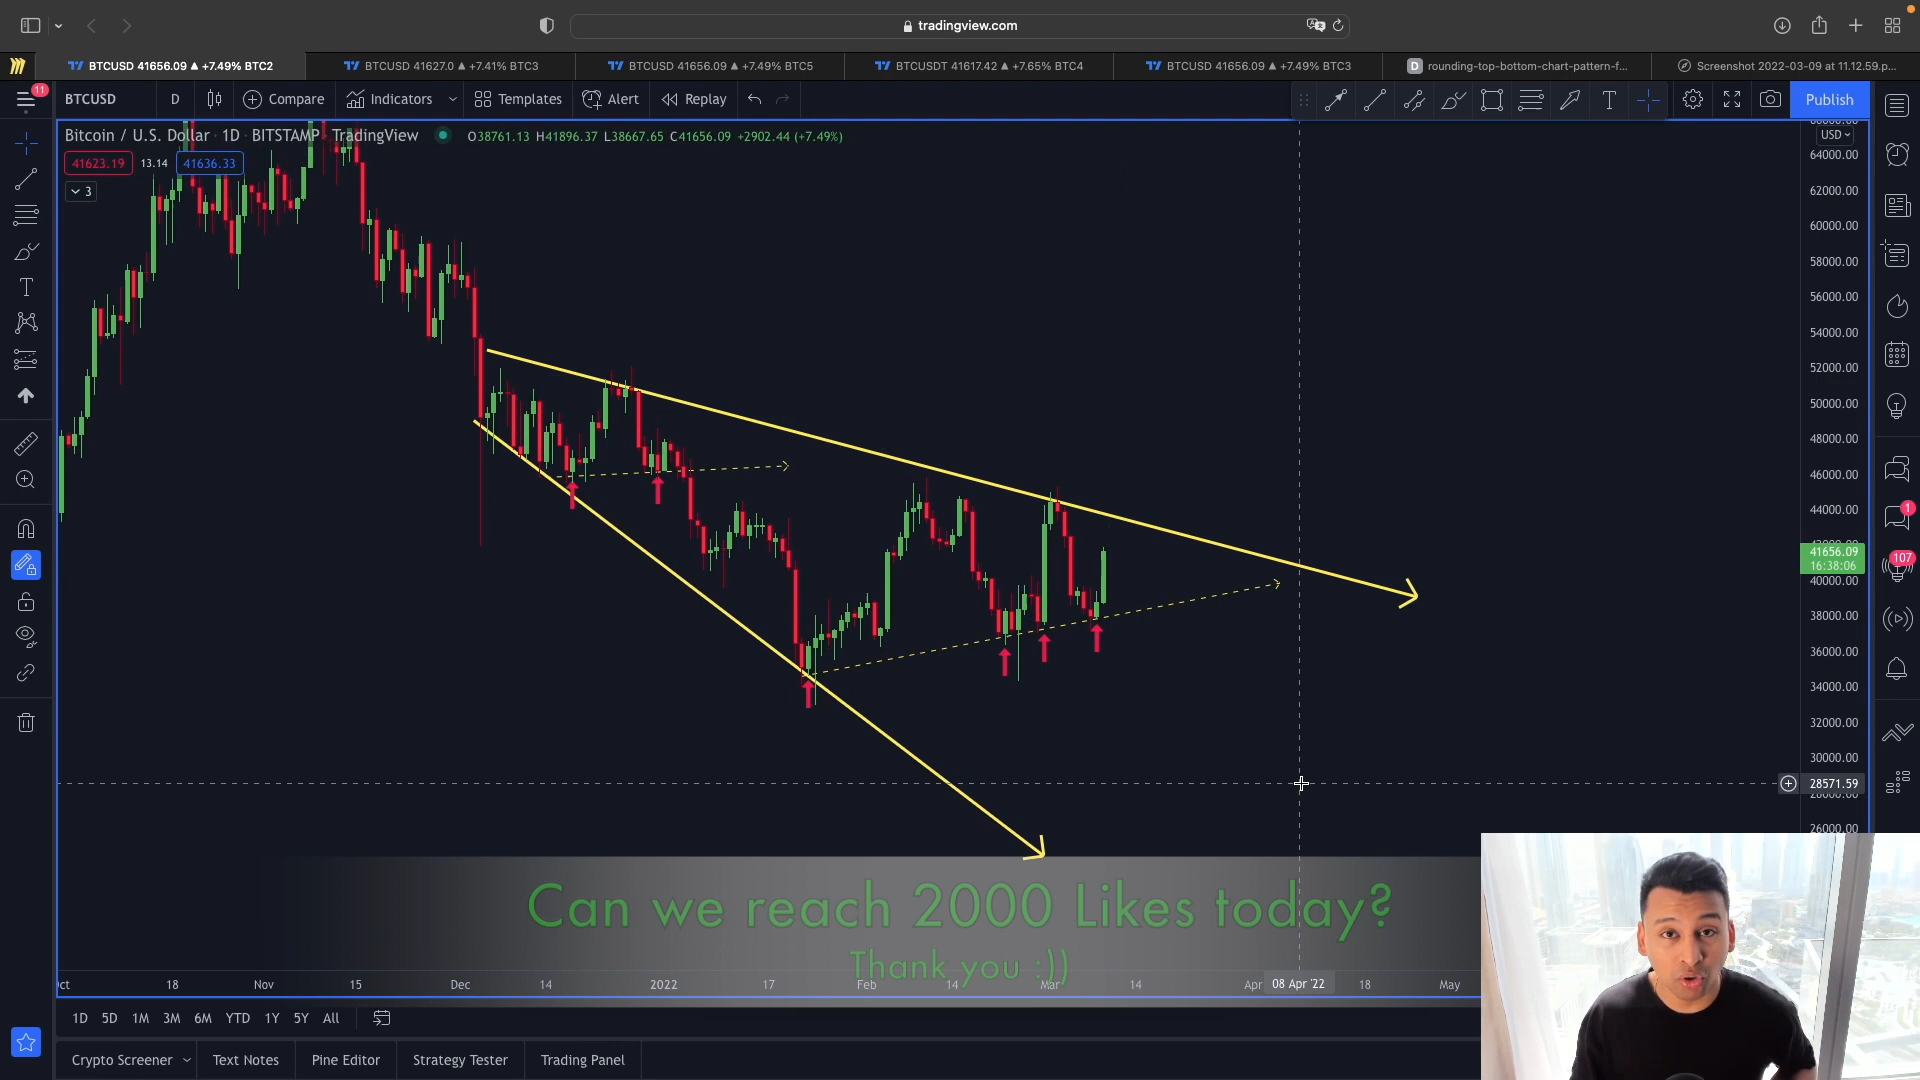 tradingview.com
BTCUSD 41656.09 ▲ +7.49% BTC2
BTCUSD 41627.0 ▲ +7.41% BTC3
BTCUSD 41656.09 ▲ +7.49% BTC5
BTCUSDT 41617.42 ▲ +7.65% BTC4
BTCUSD 41656.09 ▲ +7.49% BTC3
D rounding-top-bottom-chart-pattern-f...
Screenshot 2022-03-09 at 11.12.59 p...
11
BTCUSD
D
Compare
Indicators
Templates
Alert
Replay
Publish
Bitcoin / U.S. Dollar · 1D · BITSTAMP · TradingView
O38761.13 H41896.37 L38667.65 C41656.09 +2902.44 (+7.49%)
USD
41623.19
13.14
41636.33
3
64000.00
62000.00
60000.00
58000.00
56000.00
54000.00
52000.00
50000.00
48000.00
46000.00
44000.00
41656.09
16:38:06
40000.00
38000.00
36000.00
34000.00
32000.00
30000.00
28571.59
26000.00
1
107
Can we reach 2000 Likes today?
Thank you :))
18
Nov
15
Dec
14
2022
17
Feb
14
Mar
14
Apr
08 Apr '22
18
May
1D 5D 1M 3M 6M YTD 1Y 5Y All
Crypto Screener
Text Notes
Pine Editor
Strategy Tester
Trading Panel